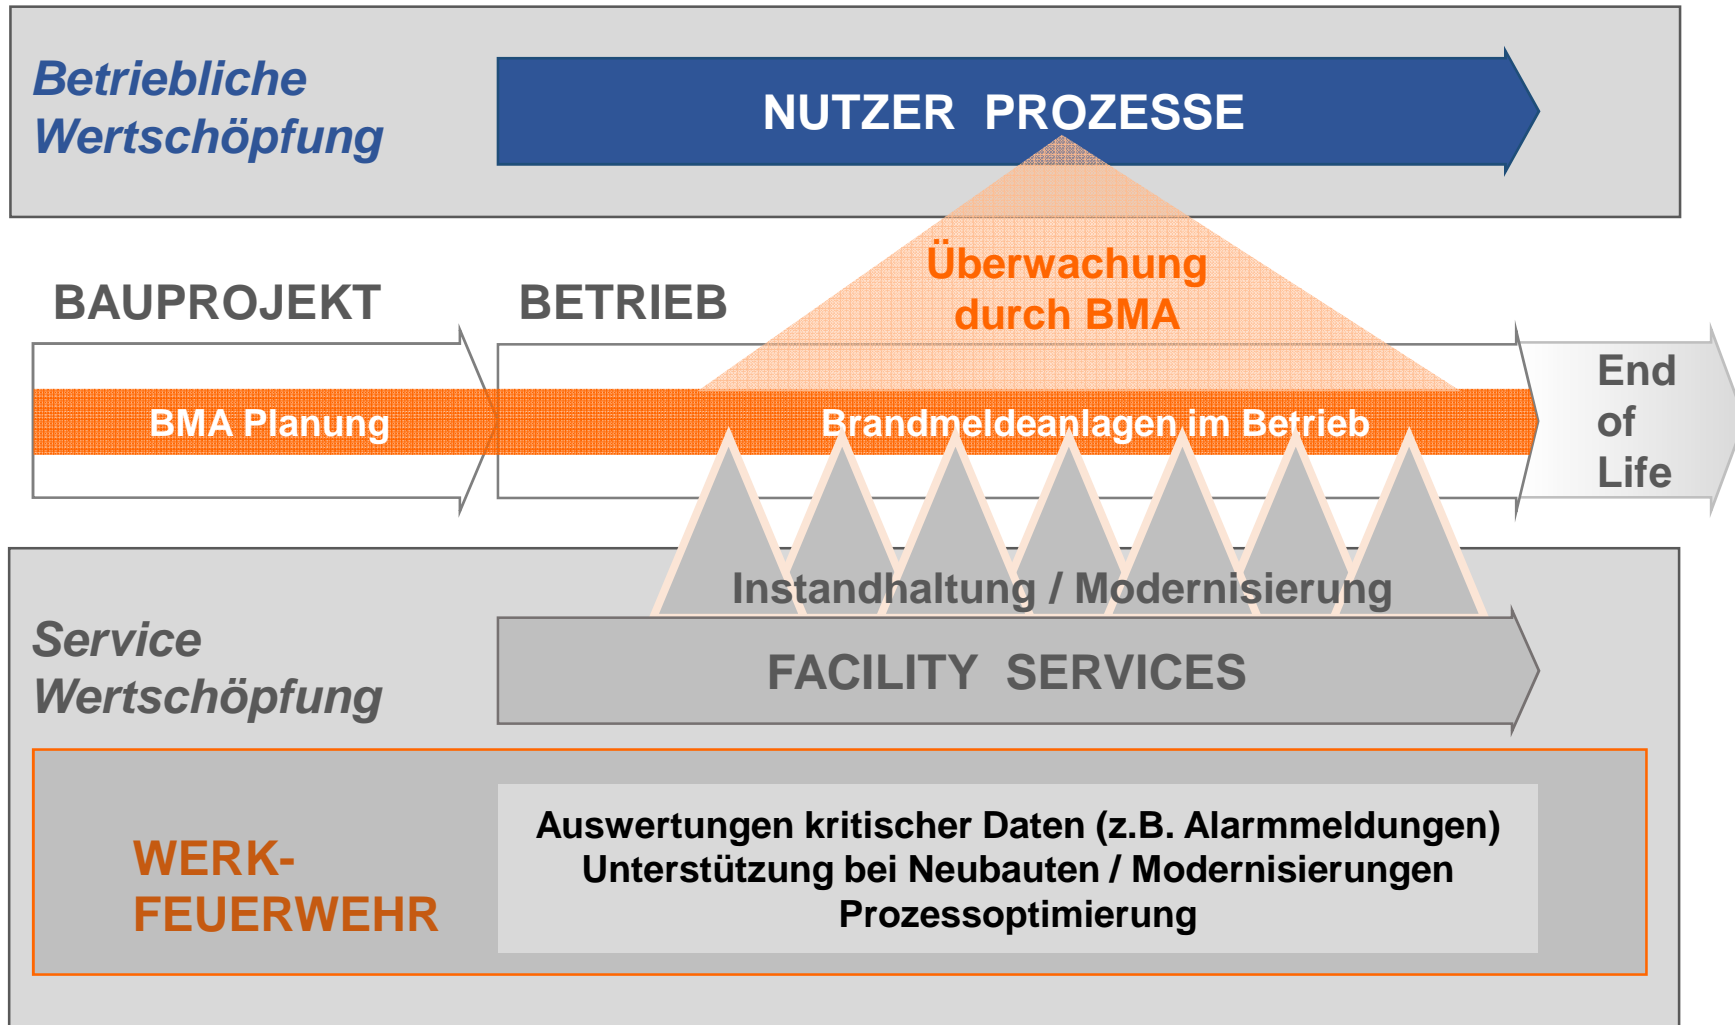 Betriebliche
Wertschöpfung
NUTZER PROZESSE
Überwachung
durch BMA
BAUPROJEKT
BETRIEB
BMA Planung
Brandmeldeanlagen im Betrieb
End
of
Life
Instandhaltung / Modernisierung
Service
Wertschöpfung
FACILITY SERVICES
WERK-
FEUERWEHR
Auswertungen kritischer Daten (z.B. Alarmmeldungen)
Unterstützung bei Neubauten / Modernisierungen
Prozessoptimierung